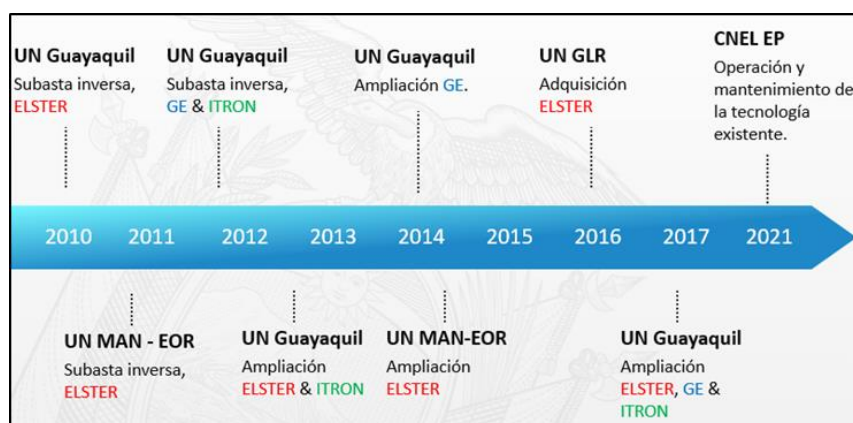 UN Guayaquil
Subasta inversa,
ELSTER
UN Guayaquil
Subasta inversa,
GE & ITRON
UN Guayaquil
Ampliación GE.
UN GLR
Adquisición
ELSTER
CNEL EP
Operación y
mantenimiento de
la tecnología
existente.
2010 2011 2012 2013 2014 2015 2016 2017 2021
UN MAN - EOR
Subasta inversa,
ELSTER
UN Guayaquil
Ampliación
ELSTER & ITRON
UN MAN-EOR
Ampliación
ELSTER
UN Guayaquil
Ampliación
ELSTER, GE &
ITRON